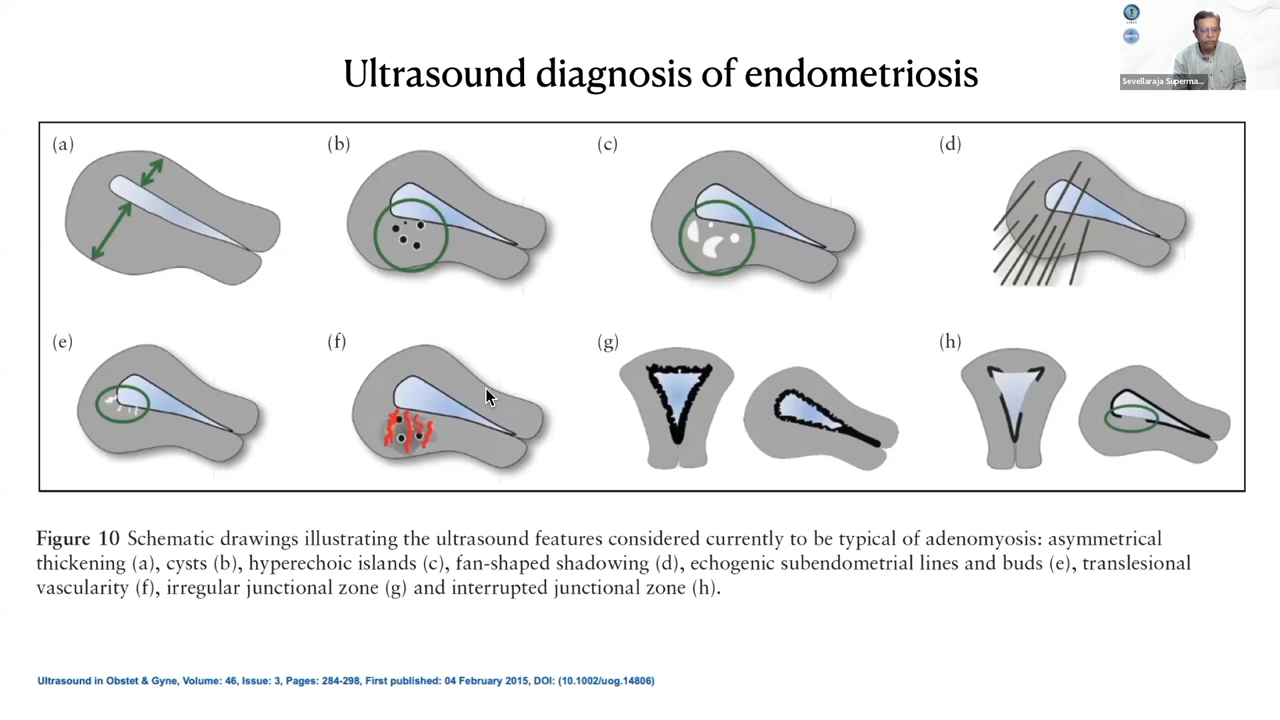 Ultrasound diagnosis of endometriosis
Sevellaraja Superma...
(a)
(b)
(c)
(d)
(e)
(f)
(g)
(h)
Figure 10 Schematic drawings illustrating the ultrasound features considered currently to be typical of adenomyosis: asymmetrical
thickening (a), cysts (b), hyperechoic islands (c), fan-shaped shadowing (d), echogenic subendometrial lines and buds (e), translesional
vascularity (f), irregular junctional zone (g) and interrupted junctional zone (h).
Ultrasound in Obstet & Gyne, Volume: 46, Issue: 3, Pages: 284-298, First published: 04 February 2015, DOI: (10.1002/uog.14806)